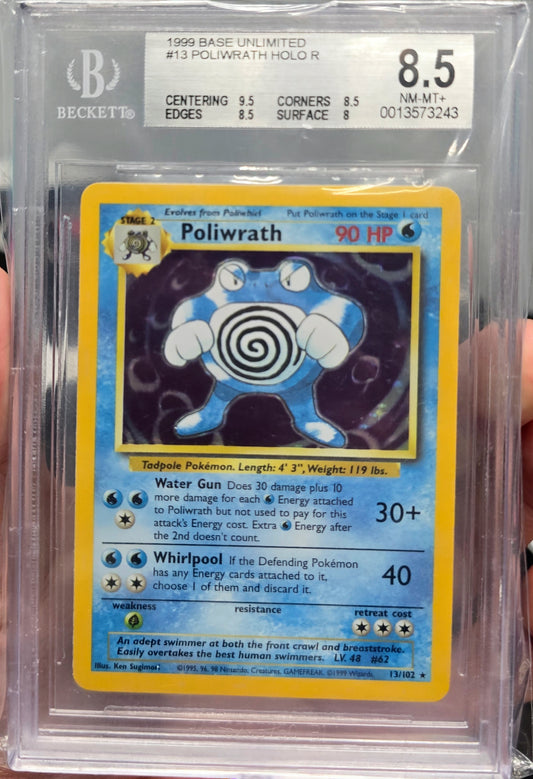 1999 BASE UNLIMITED
#13 POLIWRATH HOLO R
B
BECKETT®
CENTERING 9.5 CORNERS 8.5
EDGES 8.5 SURFACE 8
8.5
NM-MT+
0013573243
Evolves from Poliwhirl Put Poliwrath on the Stage 1 card
STAGE 2
Poliwrath 90 HP
Tadpole Pokémon. Length: 4' 3", Weight: 119 lbs.
Water Gun Does 30 damage plus 10
more damage for each Energy attached
to Poliwrath but not used to pay for this
attack's Energy cost. Extra Energy after
the 2nd doesn't count.
30+
Whirlpool If the Defending Pokémon
has any Energy cards attached to it,
choose 1 of them and discard it.
40
weakness resistance retreat cost
An adept swimmer at both the front crawl and breaststroke.
Easily overtakes the best human swimmers. LV. 48 #62
Illus. Ken Sugimori ©1995, 96, 98 Nintendo, Creatures, GAMEFREAK. ©1999 Wizards. 13/102 ★